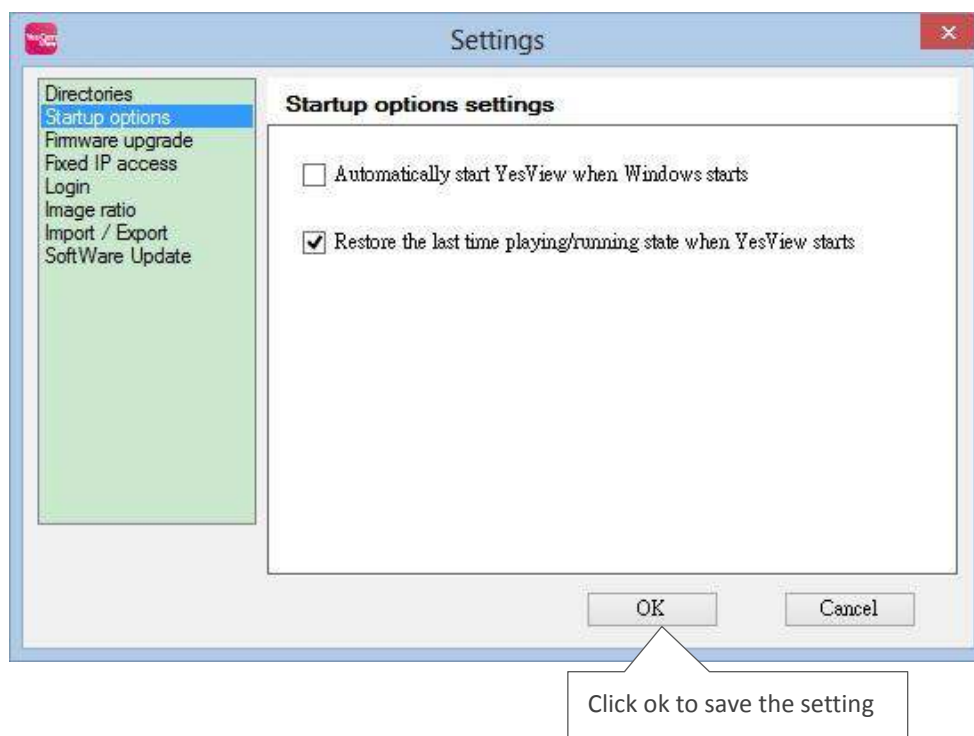 Settings
Directories
Startup options
Firmware upgrade
Fixed IP access
Login
Image ratio
Import / Export
SoftWare Update
Startup options settings
Automatically start YesView when Windows starts
Restore the last time playing/running state when YesView starts
OK
Cancel
Click ok to save the setting